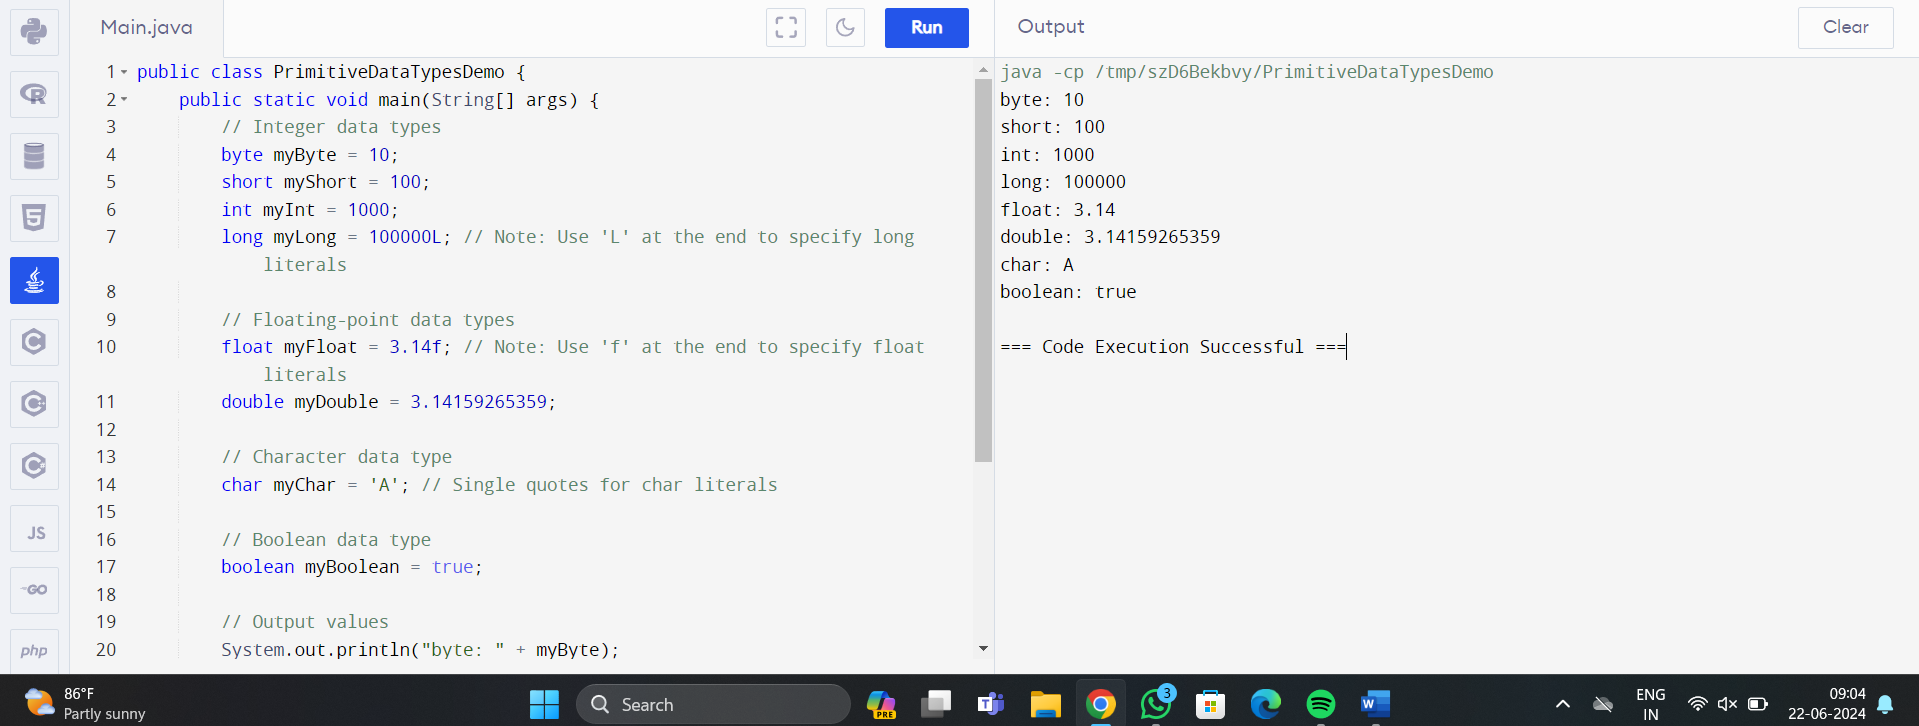 Main.java
Run
Output
Clear
1 public class PrimitiveDataTypesDemo {
2 public static void main(String[] args) {
3 // Integer data types
4 byte myByte = 10;
5 short myShort = 100;
6 int myInt = 1000;
7 long myLong = 100000L; // Note: Use 'L' at the end to specify long
literals
8
9 // Floating-point data types
10 float myFloat = 3.14f; // Note: Use 'f' at the end to specify float
literals
11 double myDouble = 3.14159265359;
12
13 // Character data type
14 char myChar = 'A'; // Single quotes for char literals
15
16 // Boolean data type
17 boolean myBoolean = true;
18
19 // Output values
20 System.out.println("byte: " + myByte);
java -cp /tmp/szD6Bekbvy/PrimitiveDataTypesDemo
byte: 10
short: 100
int: 1000
long: 100000
float: 3.14
double: 3.14159265359
char: A
boolean: true
=== Code Execution Successful ===
R
5
C
C
C
JS
GO
php
86°F
Partly sunny
Search
PRE
T
3
W
ENG
IN
09:04
22-06-2024